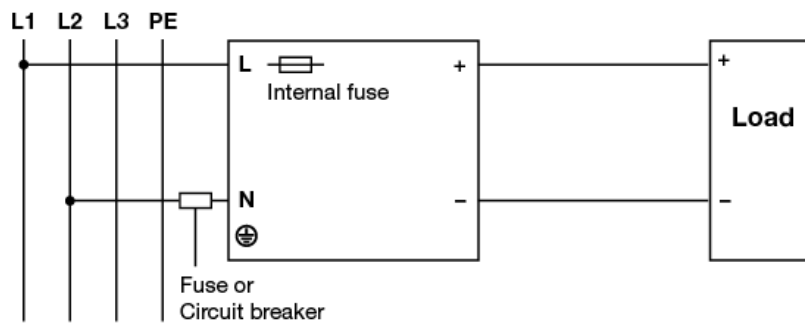 L1 L2 L3 PE
L
+
+
Internal fuse
Load
N
−
−
Fuse or
Circuit breaker